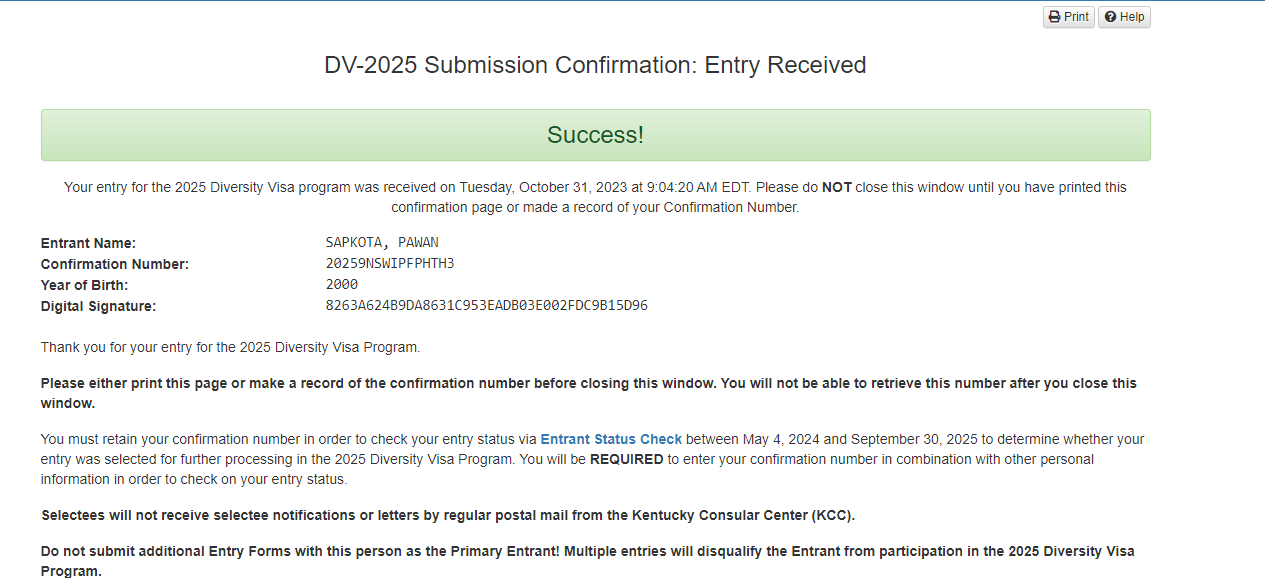 Print Help
DV-2025 Submission Confirmation: Entry Received
Success!
Your entry for the 2025 Diversity Visa program was received on Tuesday, October 31, 2023 at 9:04:20 AM EDT. Please do NOT close this window until you have printed this
confirmation page or made a record of your Confirmation Number.
Entrant Name: SAPKOTA, PAWAN
Confirmation Number: 20259NSWIPFPHTH3
Year of Birth: 2000
Digital Signature: 8263A624B9DA8631C953EADB03E002FDC9B15D96
Thank you for your entry for the 2025 Diversity Visa Program.
Please either print this page or make a record of the confirmation number before closing this window. You will not be able to retrieve this number after you close this
window.
You must retain your confirmation number in order to check your entry status via Entrant Status Check between May 4, 2024 and September 30, 2025 to determine whether your
entry was selected for further processing in the 2025 Diversity Visa Program. You will be REQUIRED to enter your confirmation number in combination with other personal
information in order to check on your entry status.
Selectees will not receive selectee notifications or letters by regular postal mail from the Kentucky Consular Center (KCC).
Do not submit additional Entry Forms with this person as the Primary Entrant! Multiple entries will disqualify the Entrant from participation in the 2025 Diversity Visa
Program.